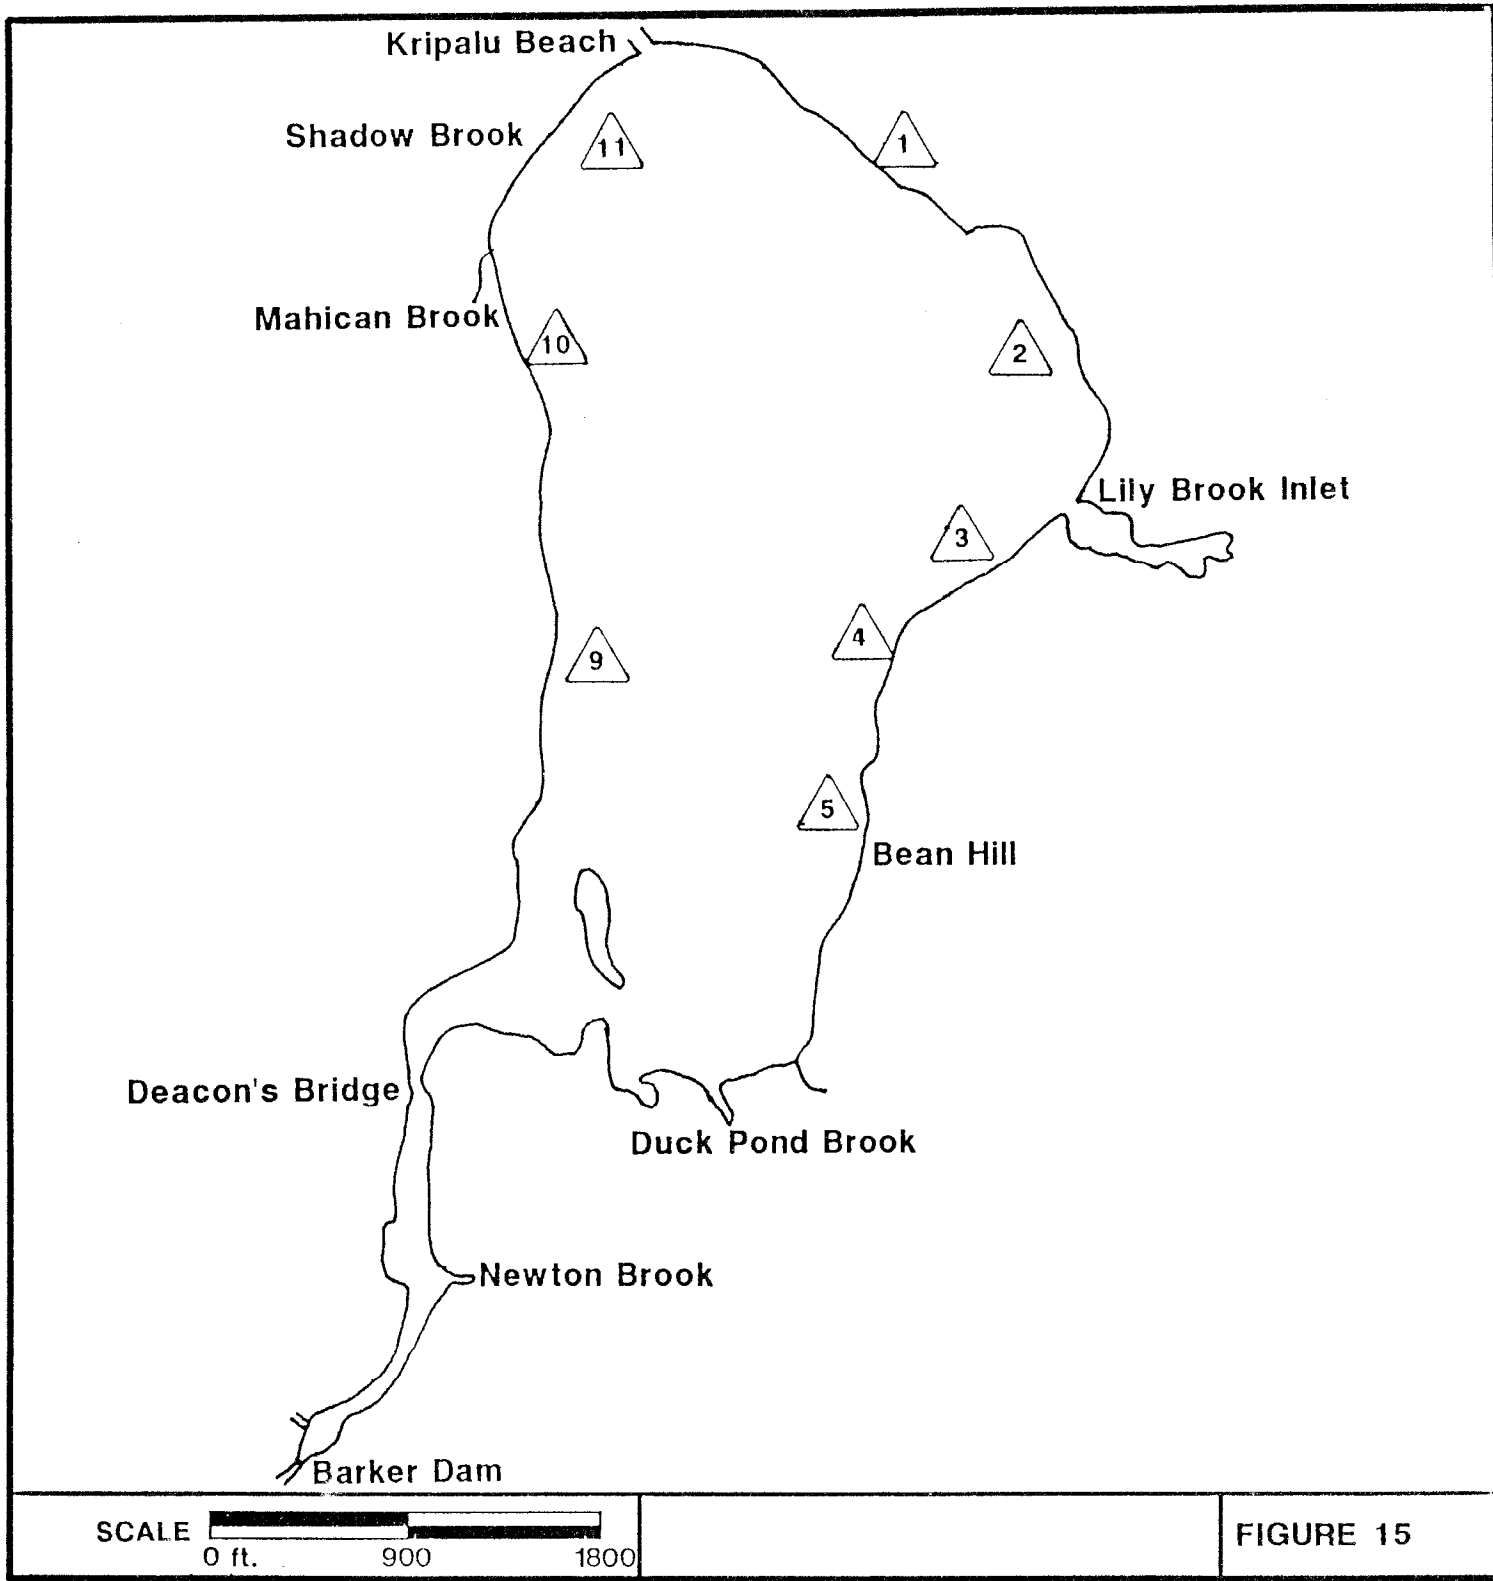 Kripalu Beach
Shadow Brook
11
1
Mahican Brook
10
2
Lily Brook Inlet
3
4
9
5
Bean Hill
Deacon's Bridge
Duck Pond Brook
Newton Brook
Barker Dam
SCALE
0 ft. 900 1800
FIGURE 15